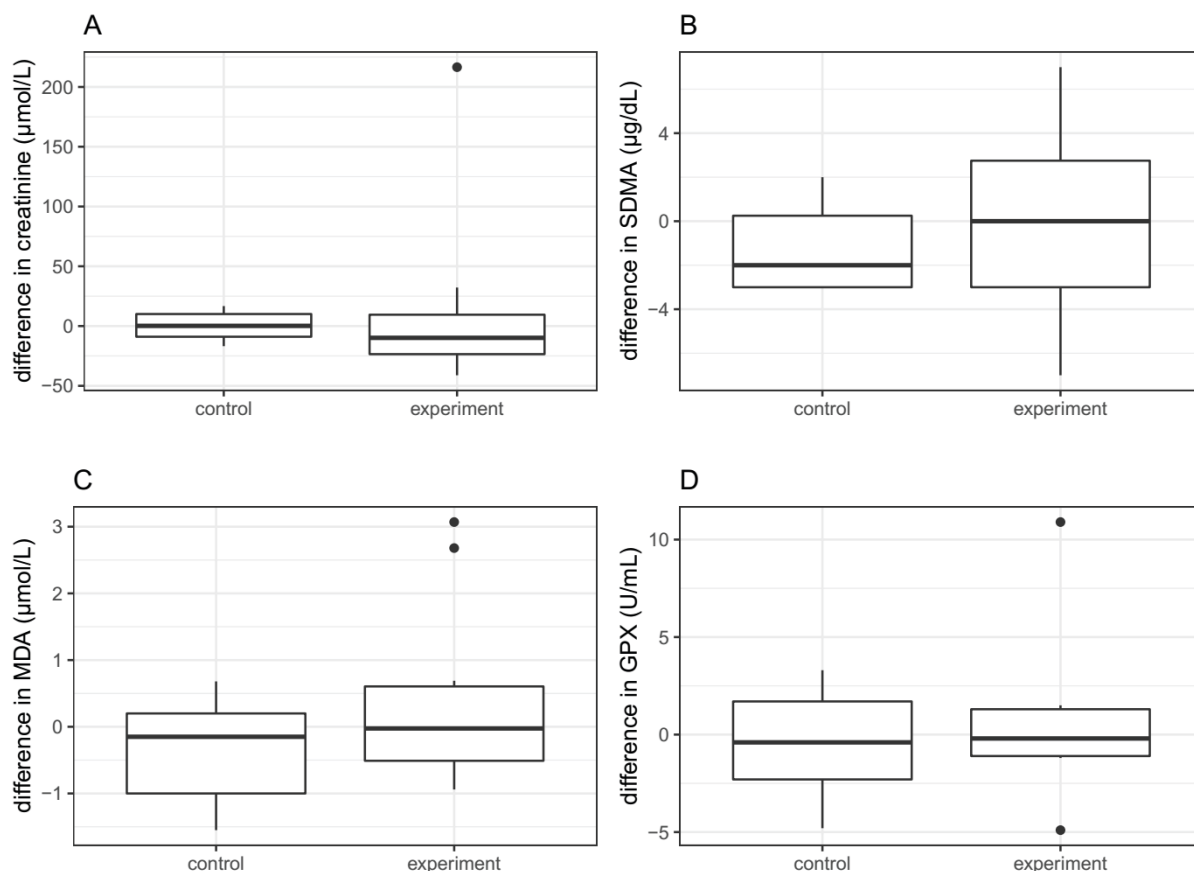 A
difference in creatinine (µmol/L)
200
150
100
50
0
−50
control experiment
B
difference in SDMA (µg/dL)
4
0
−4
control experiment
C
difference in MDA (µmol/L)
3
2
1
0
−1
control experiment
D
difference in GPX (U/mL)
10
5
0
−5
control experiment